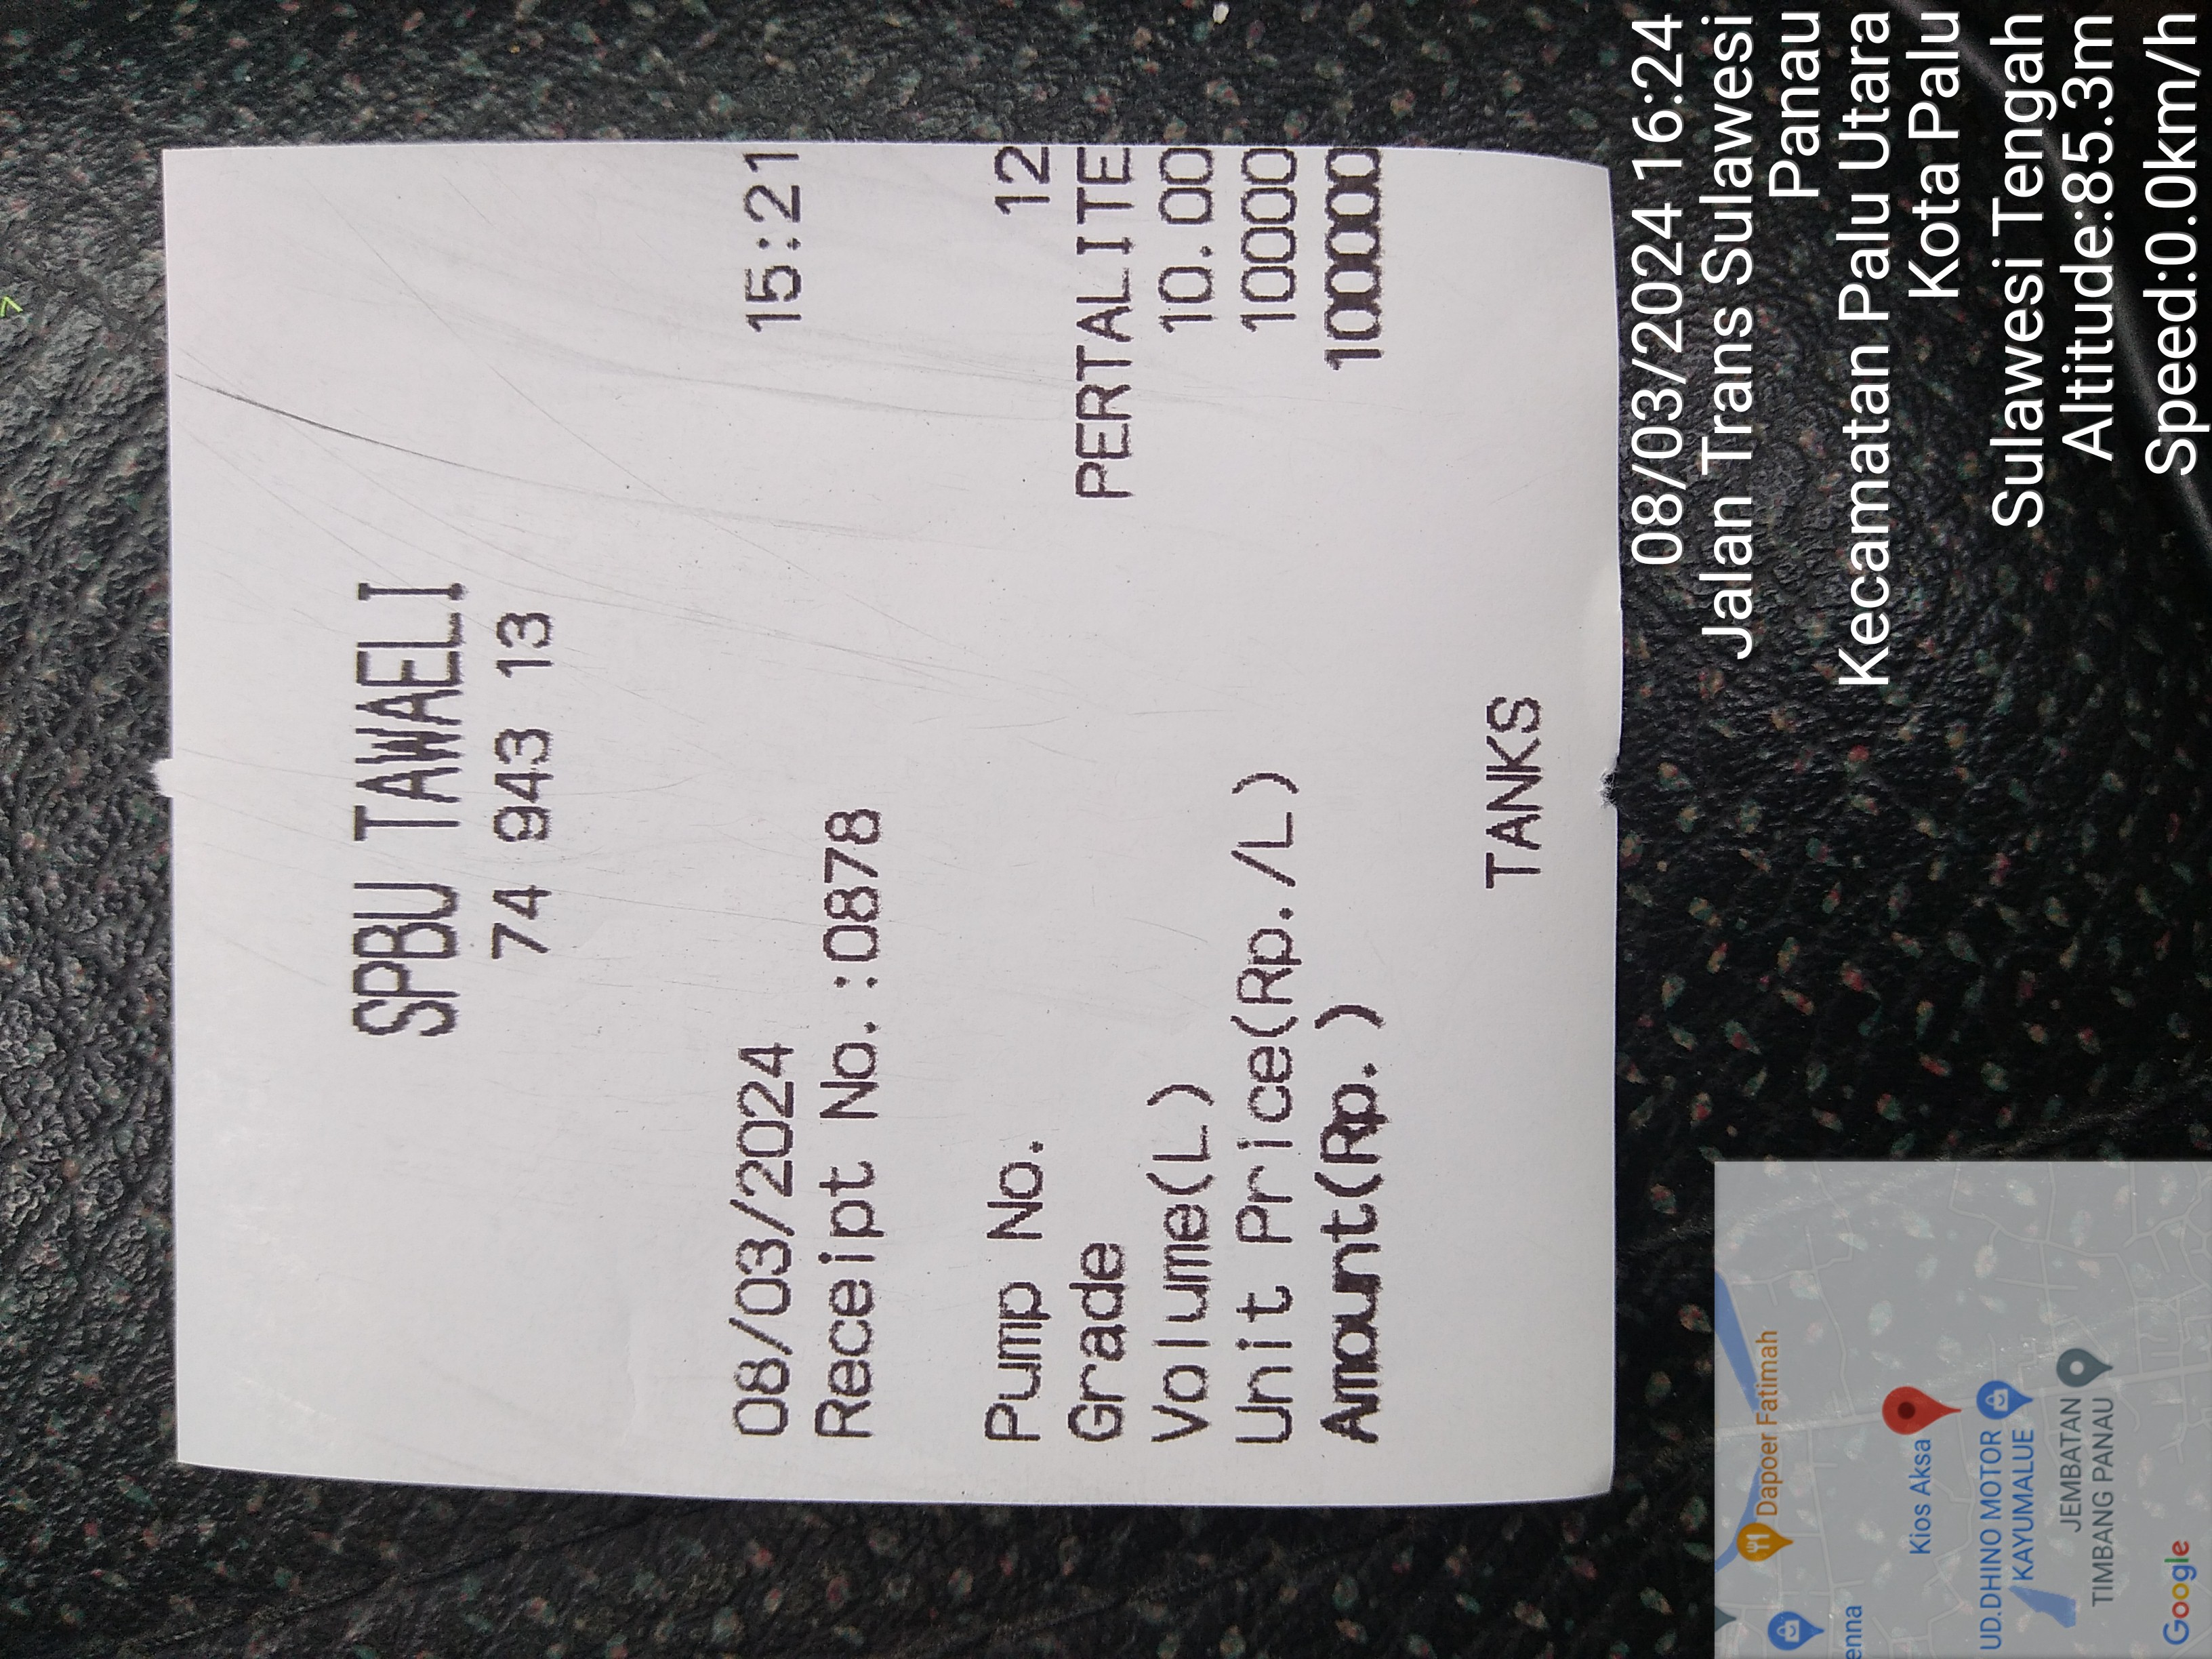 SPBU TAWAELI
74 943 13
08/03/2024 15:21
Receipt No.:0878
Pump No. 12
Grade PERTALITE
Volume(L) 10.00
Unit Price(Rp./L) 10000
Amount(Rp.) 100000
TANKS
08/03/2024 16:24
Jalan Trans Sulawesi
Panau
Kecamatan Palu Utara
Kota Palu
Sulawesi Tengah
Altitude:85.3m
Speed:0.0km/h
Dapoer Fatimah
Kios Aksa
UD.DHINO MOTOR
KAYUMALUE
JEMBATAN
TIMBANG PANAU
enna
Google